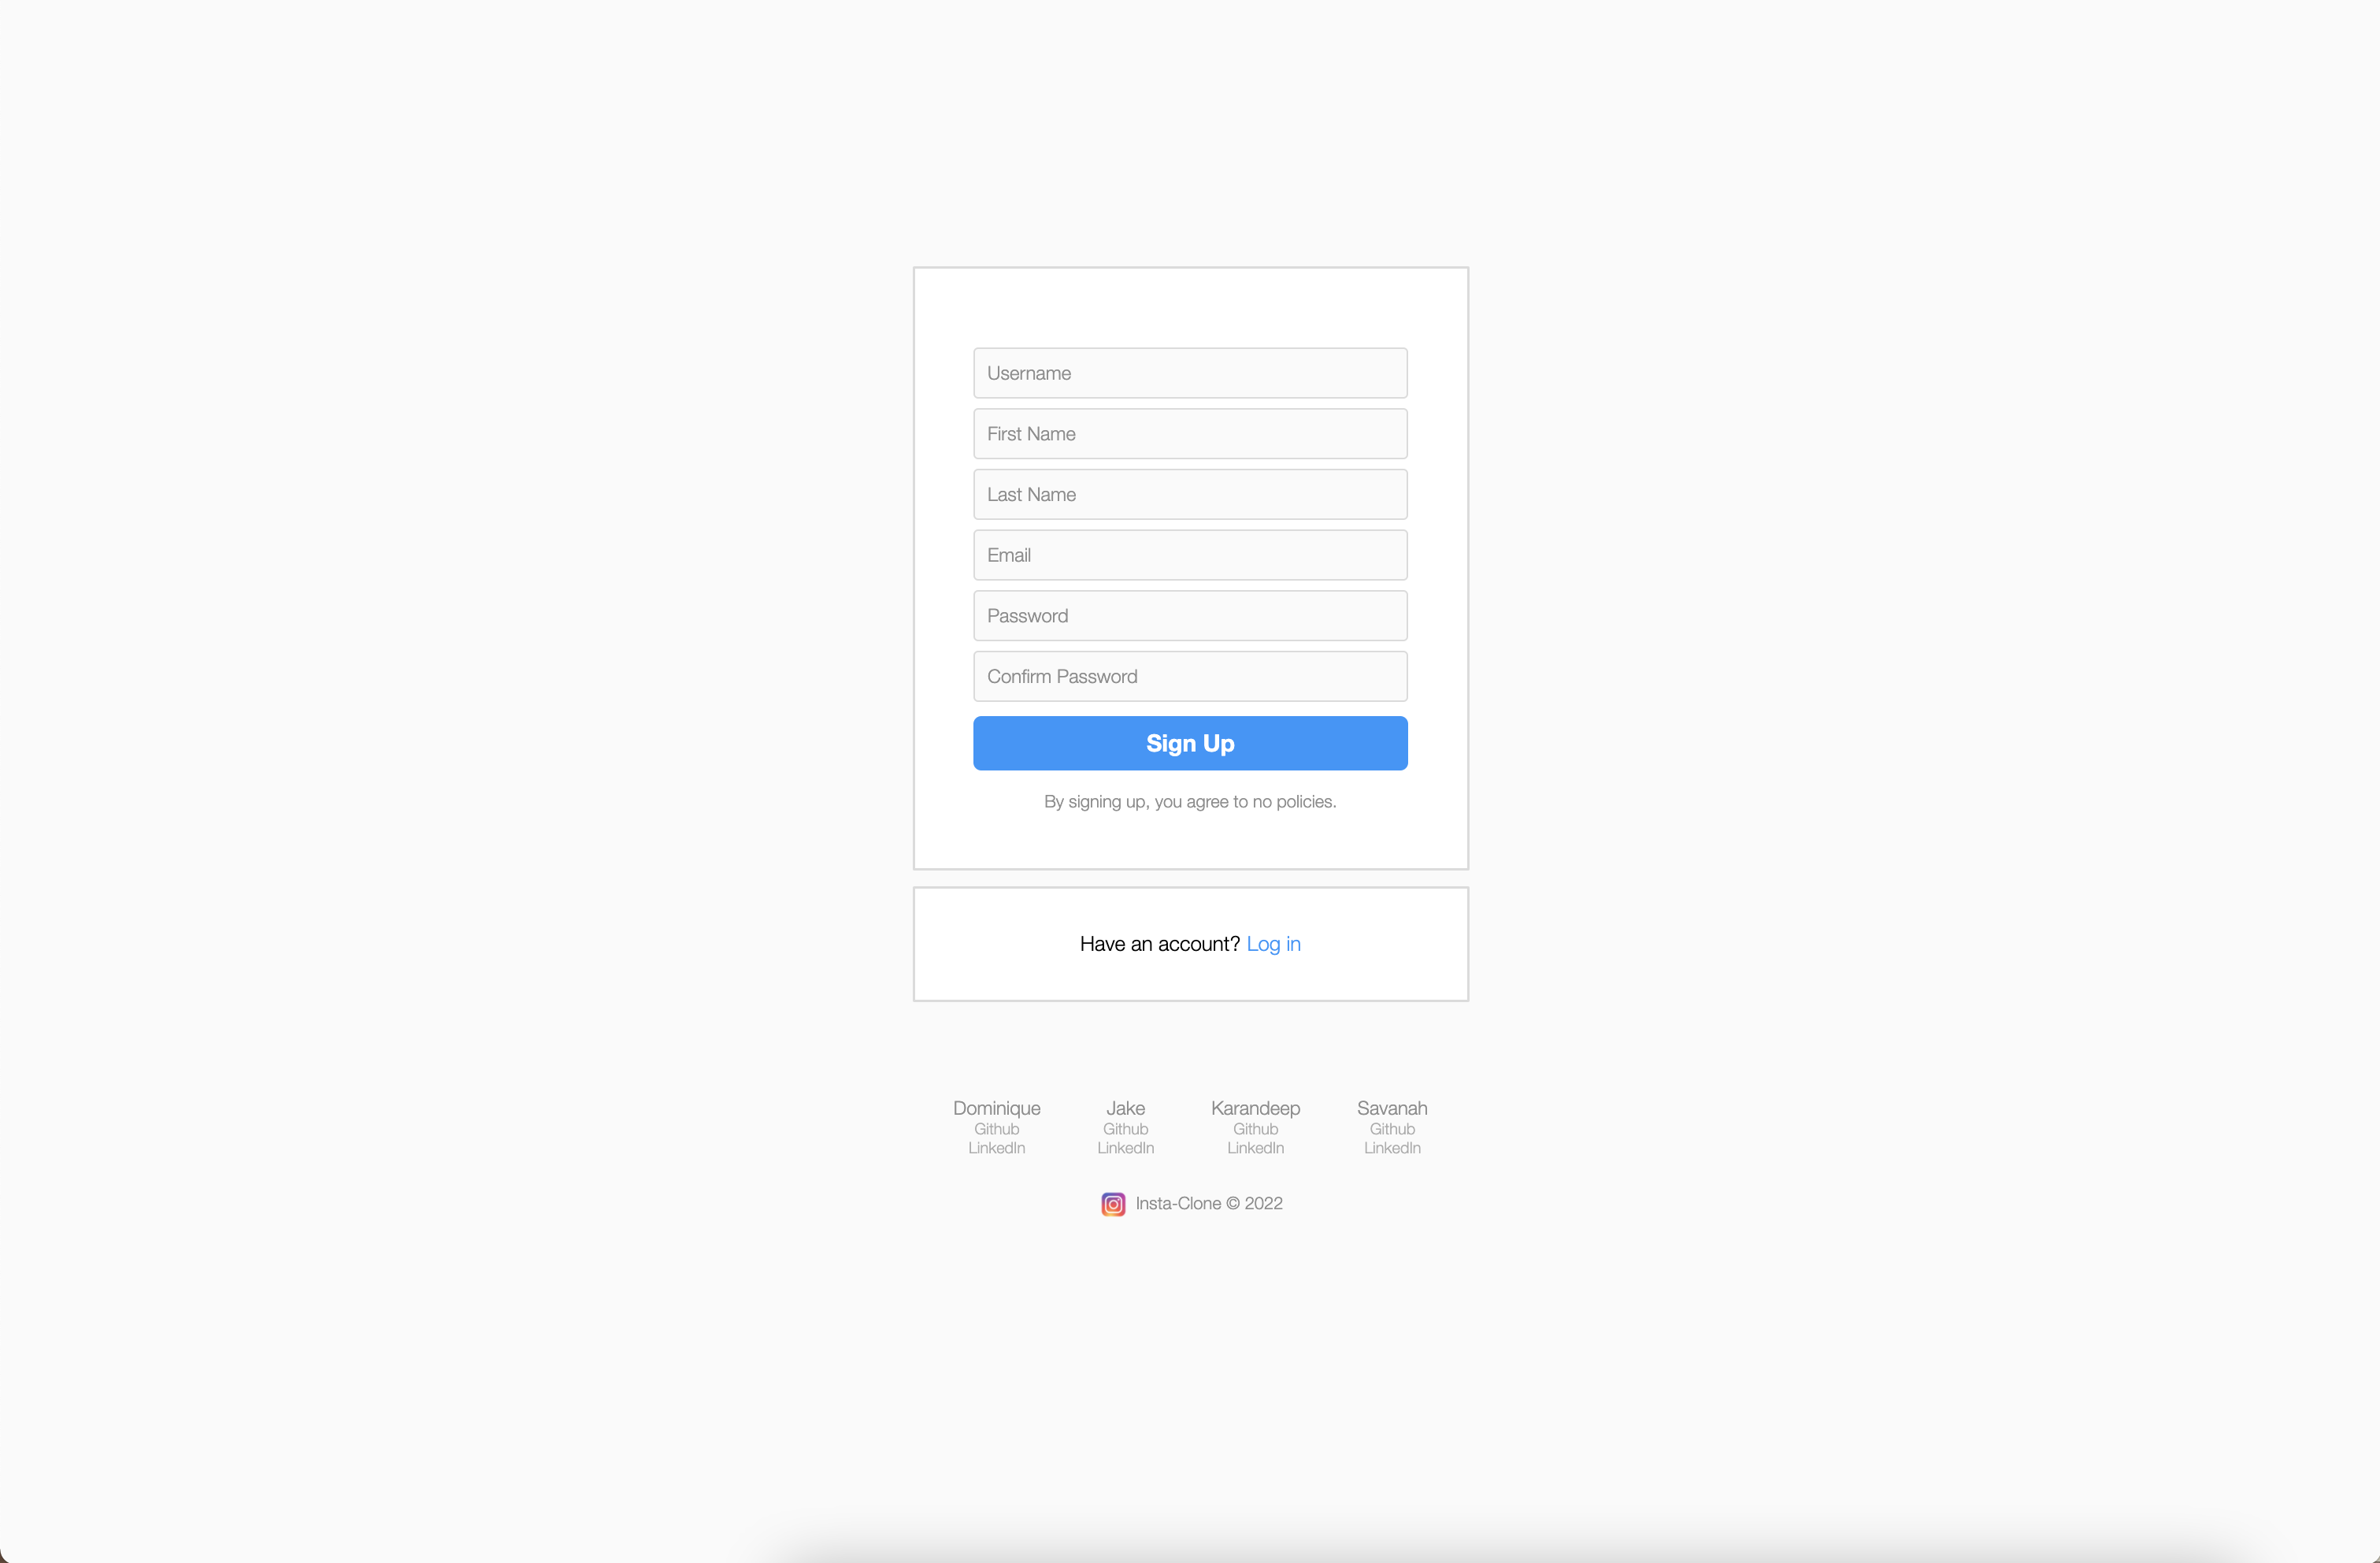 Username
First Name
Last Name
Email
Password
Confirm Password
Sign Up
By signing up, you agree to no policies.
Have an account? Log in
Dominique
Github
LinkedIn
Jake
Github
LinkedIn
Karandeep
Github
LinkedIn
Savanah
Github
LinkedIn
Insta-Clone © 2022